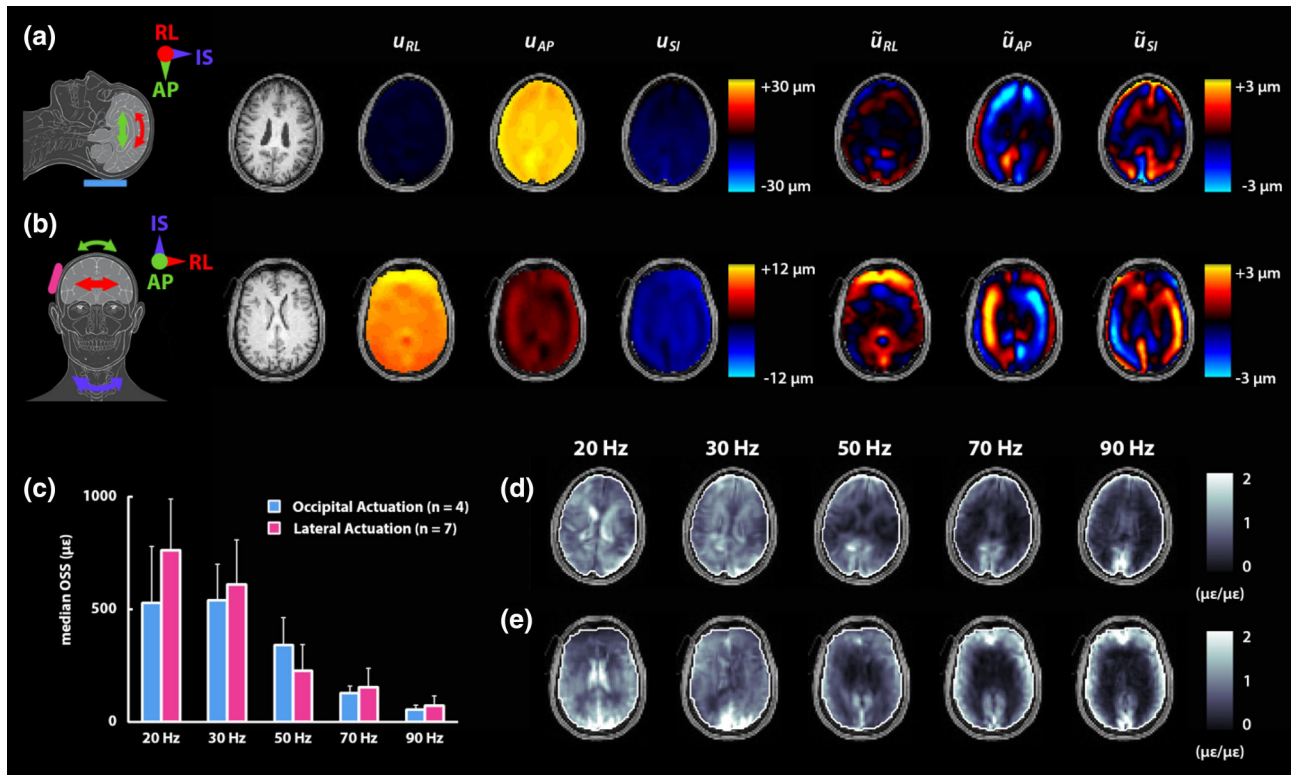 (a)
RL
IS
AP
u_RL
u_AP
u_SI
ũ_RL
ũ_AP
ũ_SI
+30 µm
-30 µm
+3 µm
-3 µm
(b)
IS
RL
AP
+12 µm
-12 µm
+3 µm
-3 µm
(c)
1000
500
0
median OSS (µε)
Occipital Actuation (n = 4)
Lateral Actuation (n = 7)
20 Hz
30 Hz
50 Hz
70 Hz
90 Hz
20 Hz
30 Hz
50 Hz
70 Hz
90 Hz
(d)
2
1
0
(µε/µε)
(e)
2
1
0
(µε/µε)